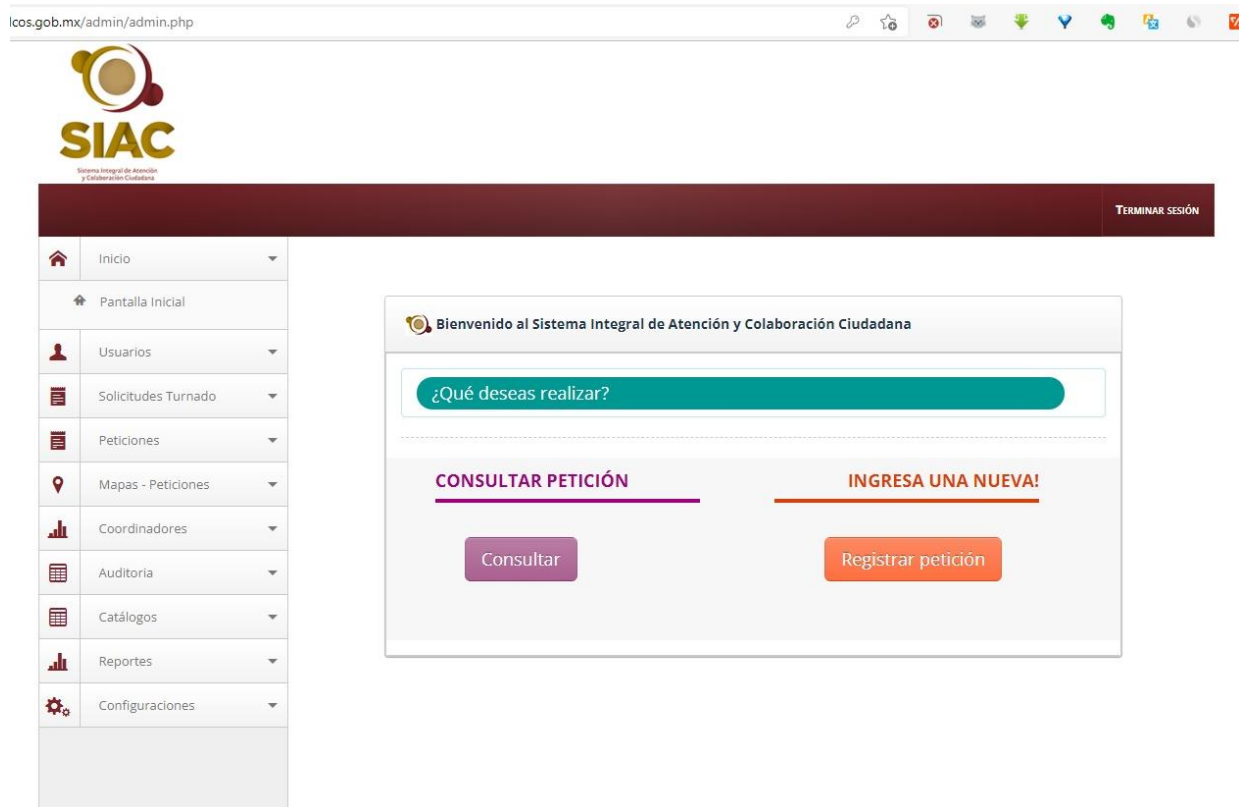 lcos.gob.mx/admin/admin.php
SIAC
Sistema Integral de Atención
y Colaboración Ciudadana
TERMINAR SESIÓN
Inicio
Pantalla Inicial
Usuarios
Solicitudes Turnado
Peticiones
Mapas - Peticiones
Coordinadores
Auditoria
Catálogos
Reportes
Configuraciones
Bienvenido al Sistema Integral de Atención y Colaboración Ciudadana
¿Qué deseas realizar?
CONSULTAR PETICIÓN
INGRESA UNA NUEVA!
Consultar
Registrar petición